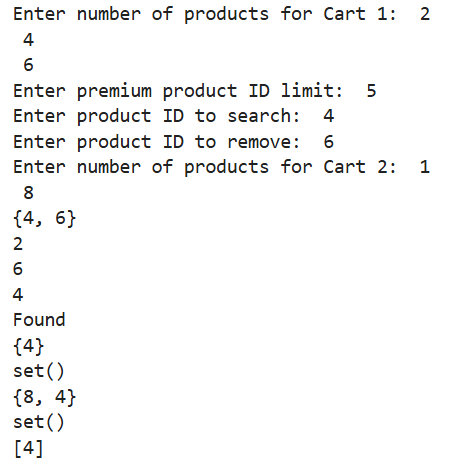 Enter number of products for Cart 1:  2
 4
 6
Enter premium product ID limit:  5
Enter product ID to search:  4
Enter product ID to remove:  6
Enter number of products for Cart 2:  1
 8
{4, 6}
2
6
4
Found
{4}
set()
{8, 4}
set()
[4]